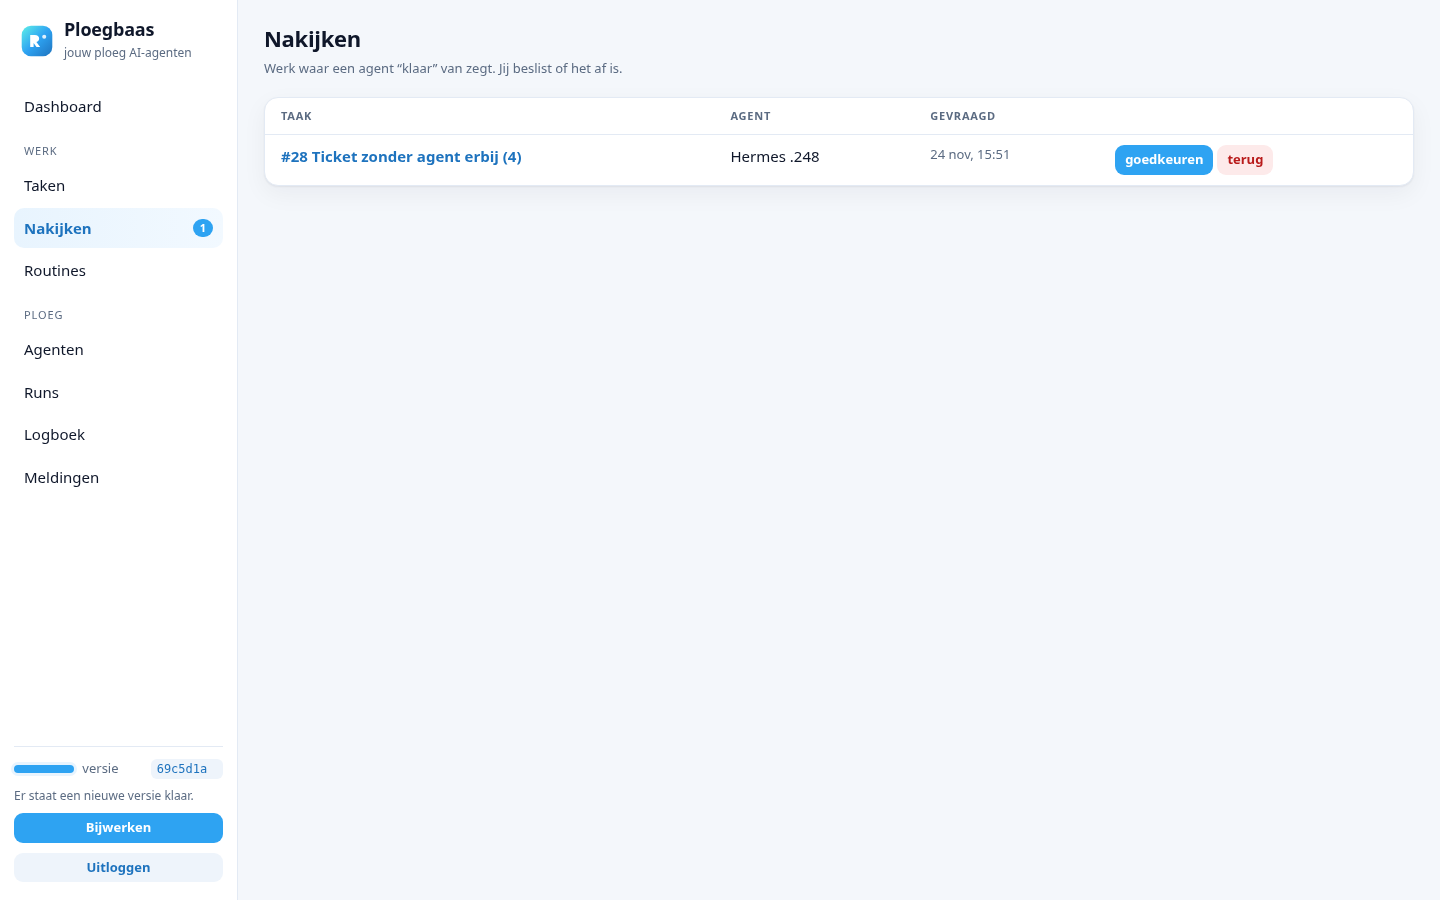 Ploegbaas
jouw ploeg AI-agenten
Dashboard
WERK
Taken
Nakijken 1
Routines
PLOEG
Agenten
Runs
Logboek
Meldingen
versie 69c5d1a
Er staat een nieuwe versie klaar.
Bijwerken
Uitloggen
Nakijken
Werk waar een agent “klaar” van zegt. Jij beslist of het af is.
TAAK AGENT GEVRAAGD
#28 Ticket zonder agent erbij (4) Hermes .248 24 nov, 15:51 goedkeuren terug